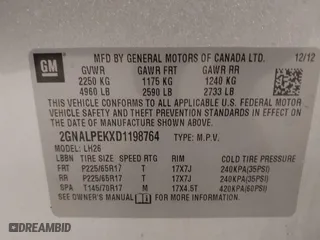 GM
MFD BY GENERAL MOTORS OF CANADA LTD. 12/12
GVWR GAWR FRT GAWR RR
2250 KG 1175 KG 1240 KG
4960 LB 2590 LB 2733 LB
THIS VEHICLE CONFORMS TO ALL APPLICABLE U.S. FEDERAL MOTOR
VEHICLE SAFETY, BUMPER, AND THEFT PREVENTION STANDARDS
IN EFFECT ON THE DATE OF MANUFACTURE SHOWN ABOVE.
2GNALPEKXD1198764 TYPE: M.P.V.
MODEL: LH26
LBBN TIRE SIZE SPEED RTG RIM COLD TIRE PRESSURE
FRT P225/65R17 T 17X7J 240KPA(35PSI)
RR P225/65R17 T 17X7J 240KPA(35PSI)
SPA T145/70R17 M 17X4.5T 420KPA(60PSI)
SEE OWNER'S MANUAL FOR ADDITIONAL INFORMATION.